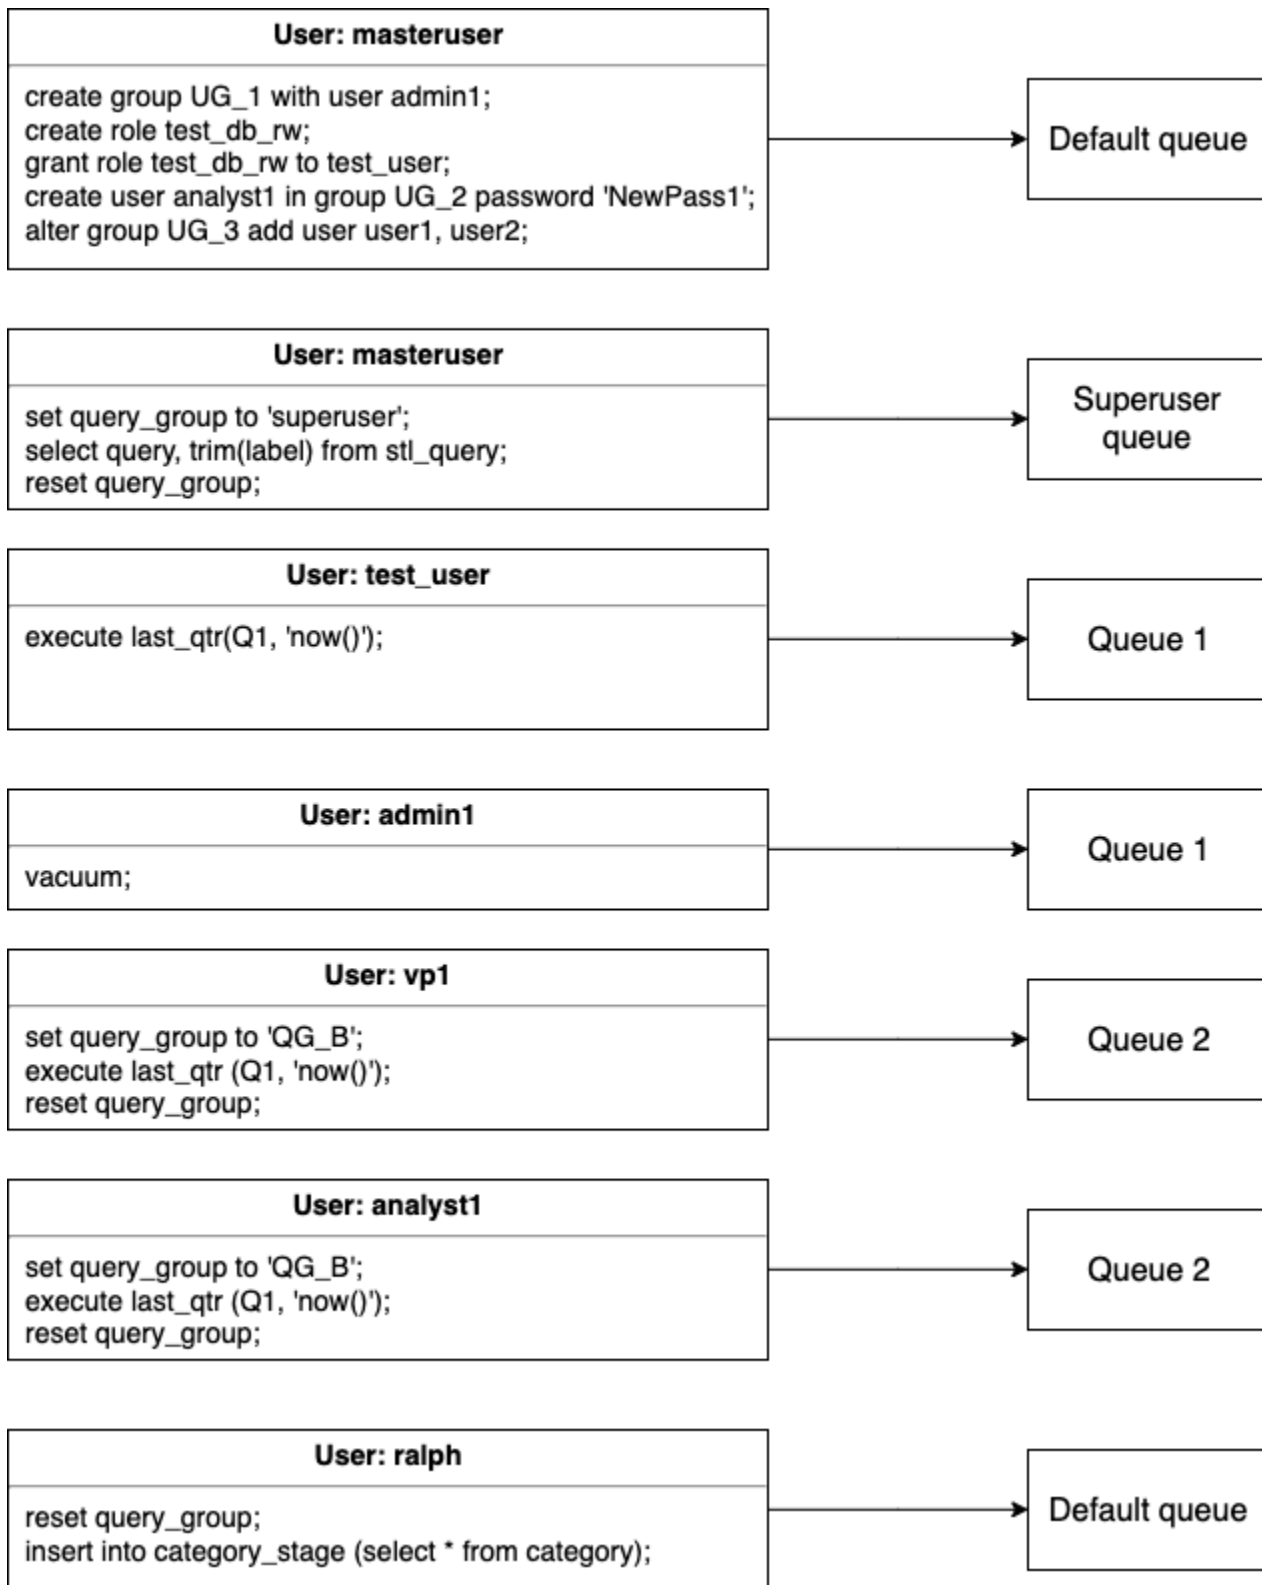 User: masteruser
create group UG_1 with user admin1;
create role test_db_rw;
grant role test_db_rw to test_user;
create user analyst1 in group UG_2 password 'NewPass1';
alter group UG_3 add user user1, user2;
Default queue
User: masteruser
set query_group to 'superuser';
select query, trim(label) from stl_query;
reset query_group;
Superuser
queue
User: test_user
execute last_qtr(Q1, 'now()');
Queue 1
User: admin1
vacuum;
Queue 1
User: vp1
set query_group to 'QG_B';
execute last_qtr (Q1, 'now()');
reset query_group;
Queue 2
User: analyst1
set query_group to 'QG_B';
execute last_qtr (Q1, 'now()');
reset query_group;
Queue 2
User: ralph
reset query_group;
insert into category_stage (select * from category);
Default queue